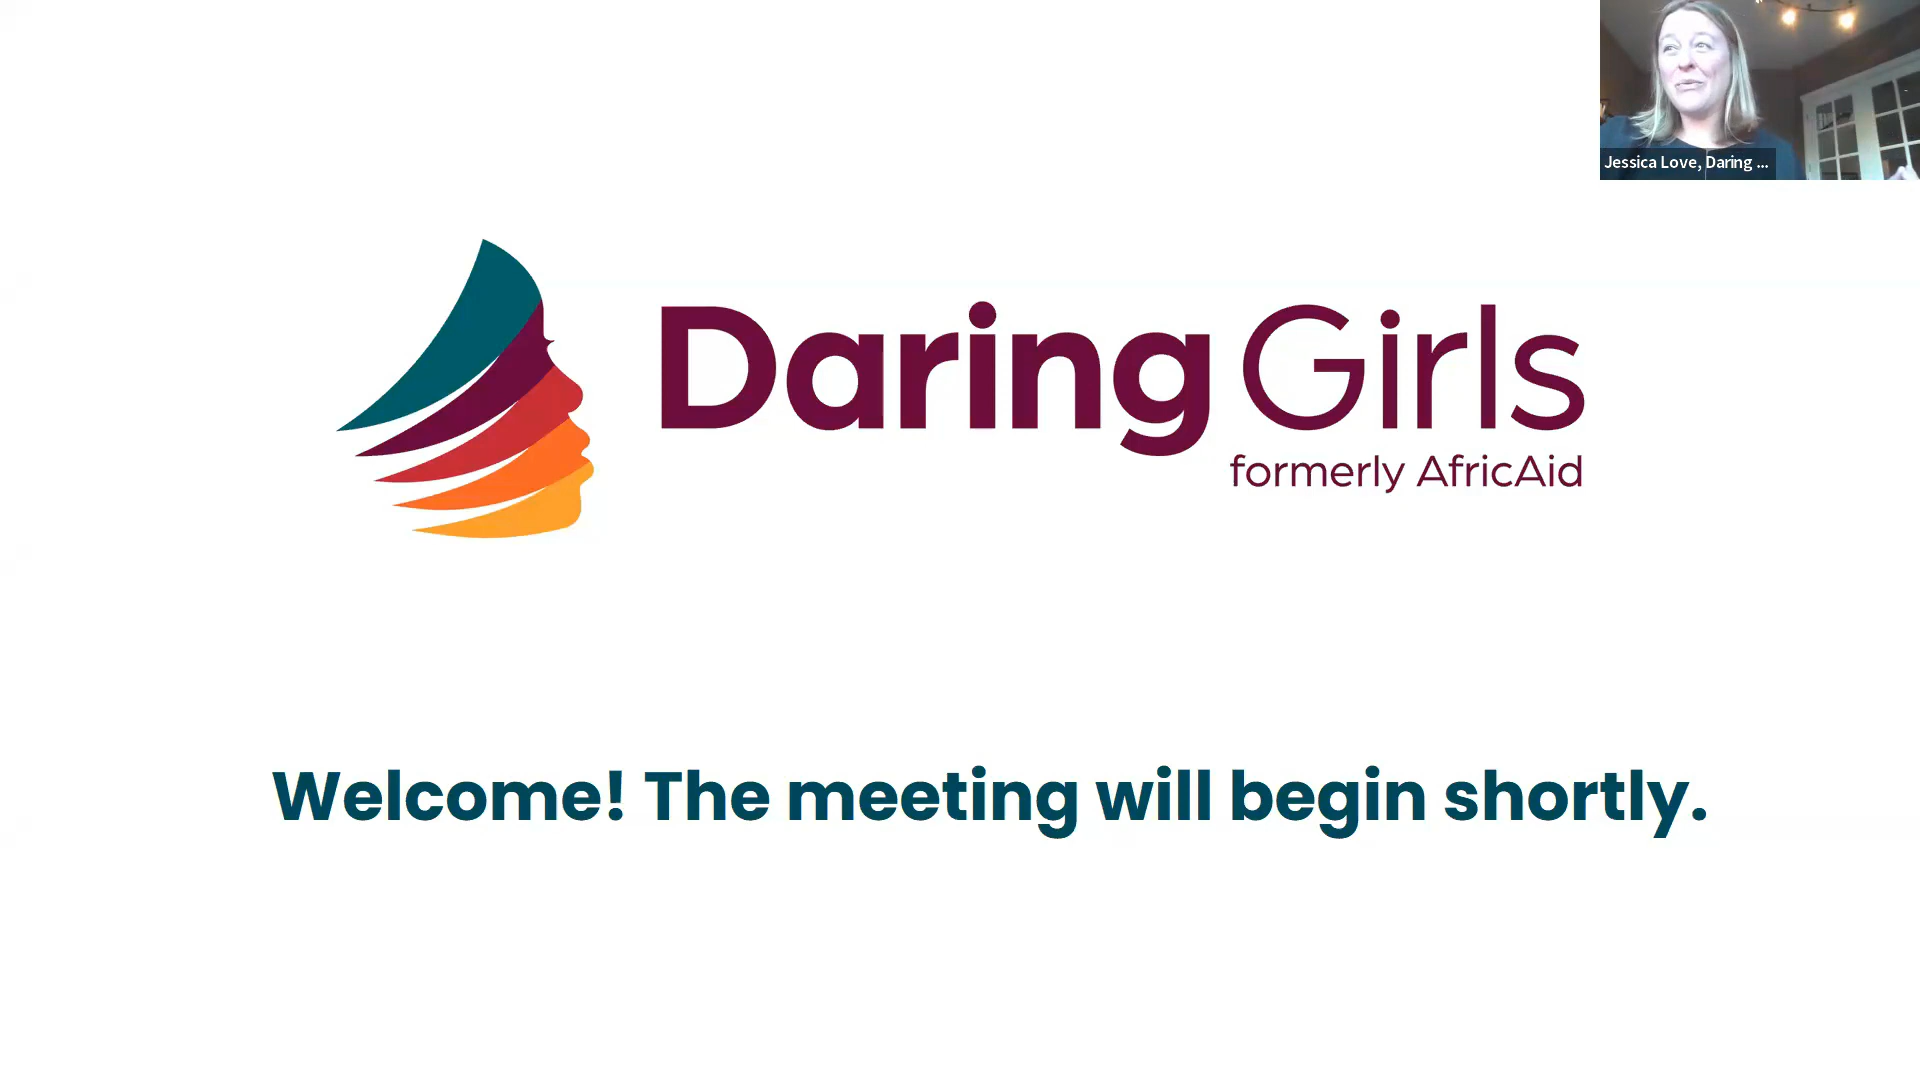 Jessica Love, Daring ...
Daring Girls
formerly AfricAid
Welcome! The meeting will begin shortly.